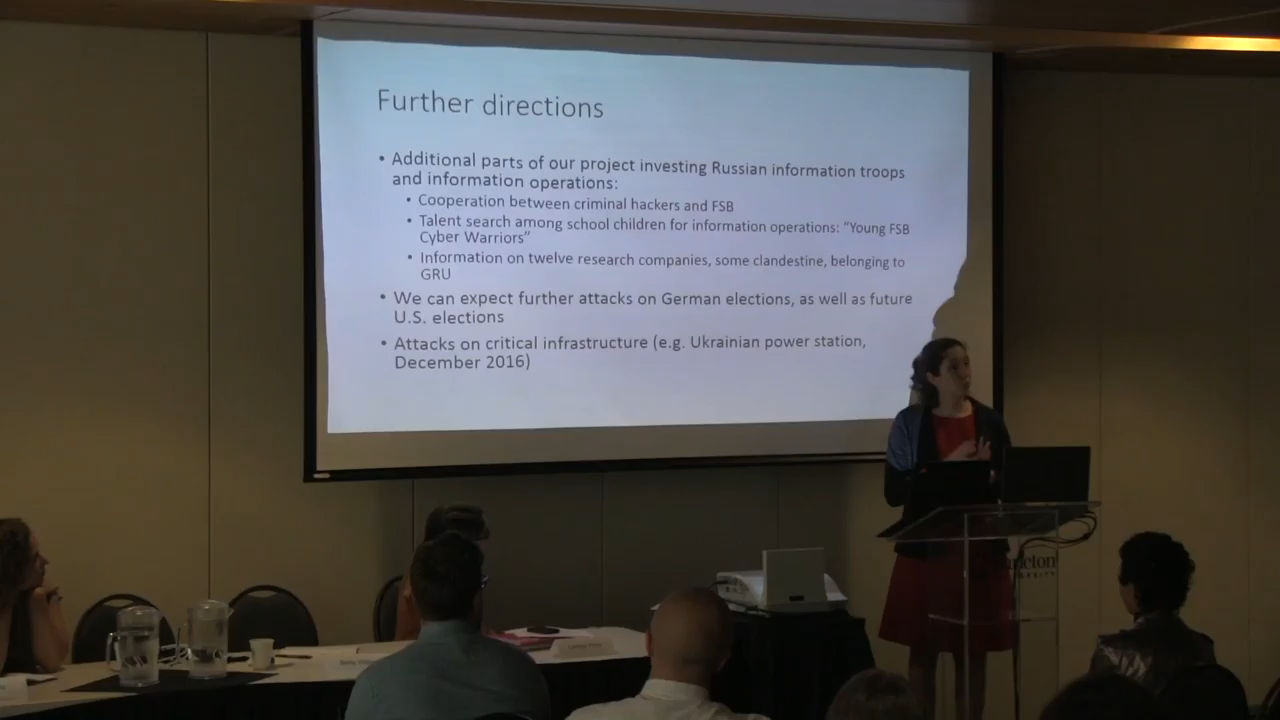 Further directions
• Additional parts of our project investing Russian information troops
and information operations:
• Cooperation between criminal hackers and FSB
• Talent search among school children for information operations: “Young FSB
Cyber Warriors”
• Information on twelve research companies, some clandestine, belonging to
GRU
• We can expect further attacks on German elections, as well as future
U.S. elections
• Attacks on critical infrastructure (e.g. Ukrainian power station,
December 2016)